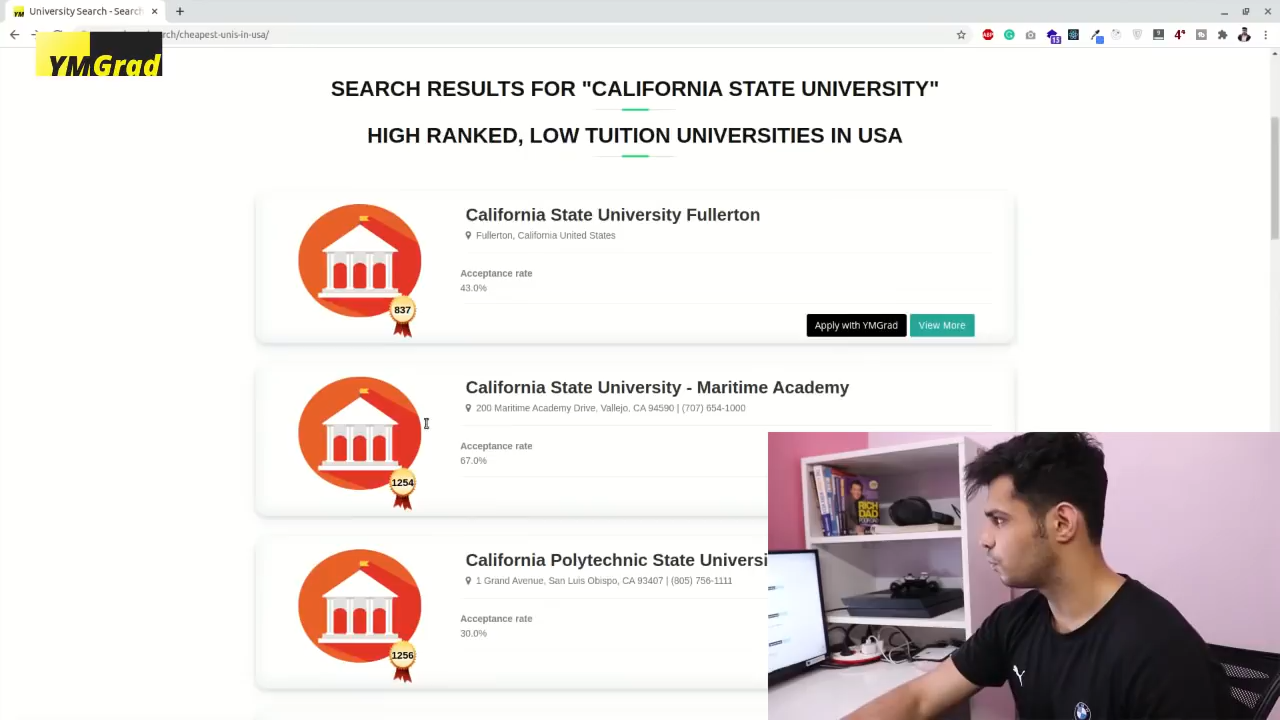 University Search - Search
search/cheapest-unis-in-usa/
YMGrad
SEARCH RESULTS FOR "CALIFORNIA STATE UNIVERSITY"
HIGH RANKED, LOW TUITION UNIVERSITIES IN USA
California State University Fullerton
Fullerton, California United States
Acceptance rate
43.0%
837
Apply with YMGrad
View More
California State University - Maritime Academy
200 Maritime Academy Drive, Vallejo, CA 94590 | (707) 654-1000
Acceptance rate
67.0%
1254
California Polytechnic State Universi
1 Grand Avenue, San Luis Obispo, CA 93407 | (805) 756-1111
Acceptance rate
30.0%
1256
RICH
DAD